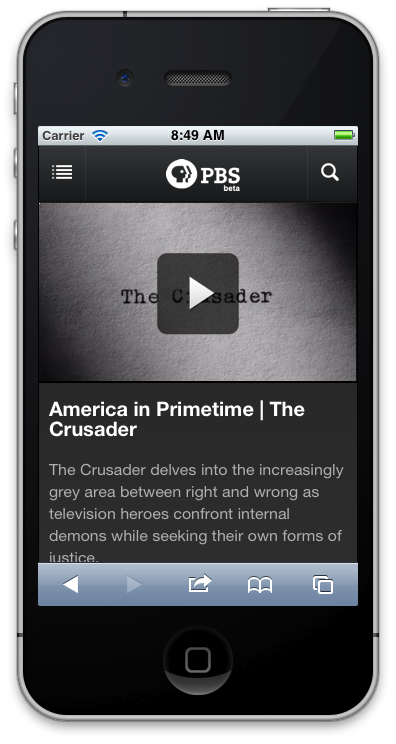 Carrier 8:49 AM
PBS
beta
The Crusader
America in Primetime | The
Crusader
The Crusader delves into the increasingly
grey area between right and wrong as
television heroes confront internal
demons while seeking their own forms of
justice.